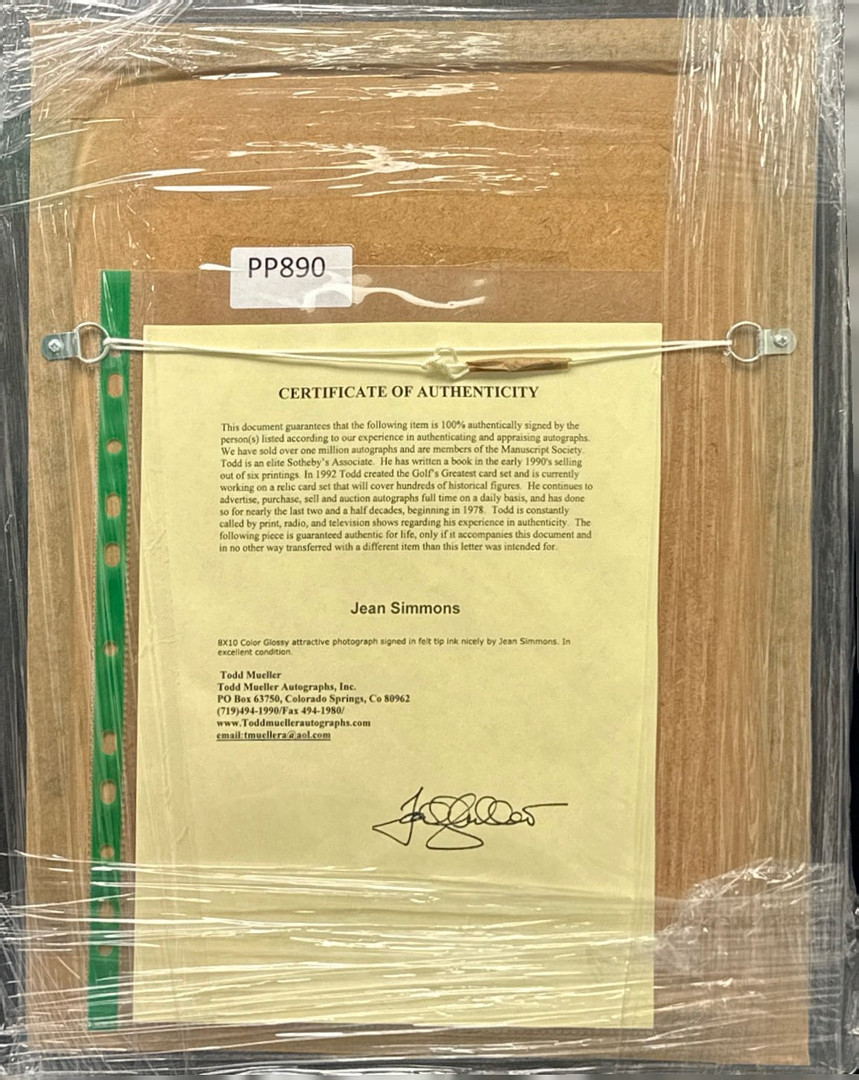 PP890
CERTIFICATE OF AUTHENTICITY
This document guarantees that the following item is 100% authentically signed by the
person(s) listed according to our experience in authenticating and appraising autographs.
We have sold over one million autographs and are members of the Manuscript Society.
Todd is an elite Sotheby's Associate. He has written a book in the early 1990's selling
out of six printings. In 1992 Todd created the Golf's Greatest card set and is currently
working on a relic card set that will cover hundreds of historical figures. He continues to
advertise, purchase, sell and auction autographs full time on a daily basis, and has done
so for nearly the last two and a half decades, beginning in 1978. Todd is constantly
called by print, radio, and television shows regarding his experience in authenticity. The
following piece is guaranteed authentic for life, only if it accompanies this document and
in no other way transferred with a different item than this letter was intended for.
Jean Simmons
8X10 Color Glossy attractive photograph signed in felt tip ink nicely by Jean Simmons. In
excellent condition.
Todd Mueller
Todd Mueller Autographs, Inc.
PO Box 63750, Colorado Springs, Co 80962
(719)494-1990/Fax 494-1980/
www.Toddmuellerautographs.com
email:tmuellera@aol.com